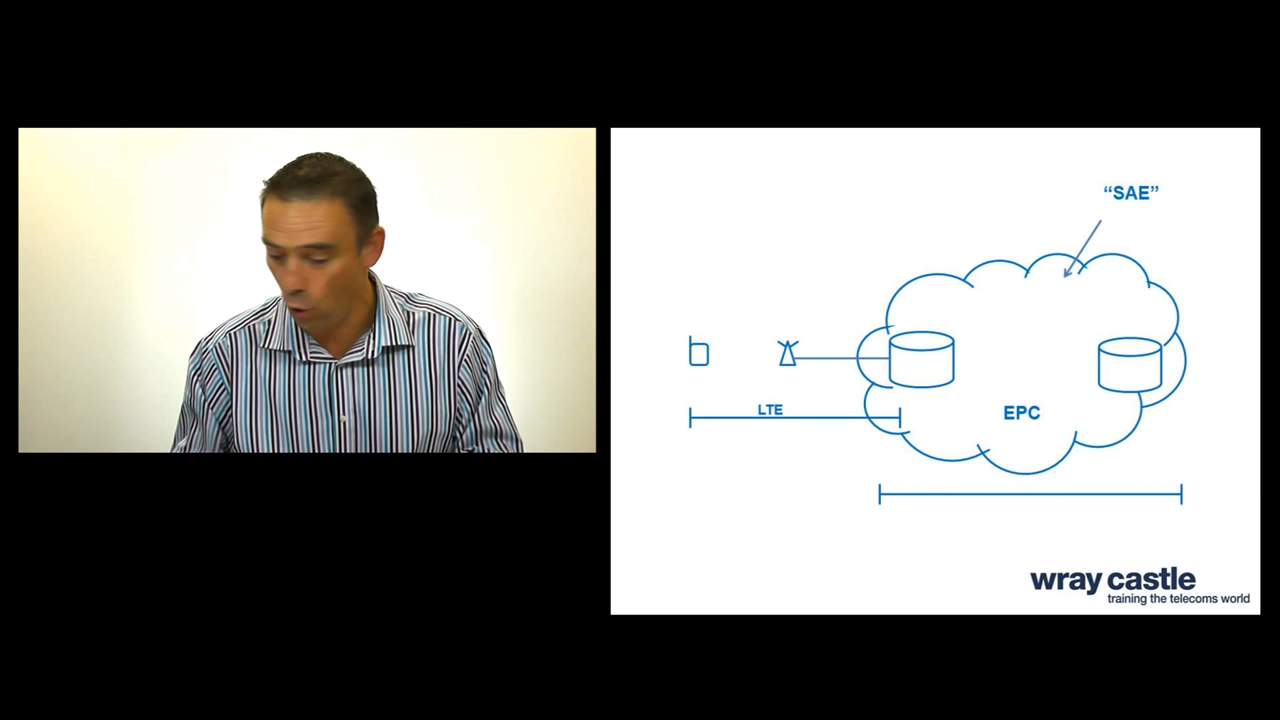 “SAE”
LTE
EPC
wray castle
training the telecoms world